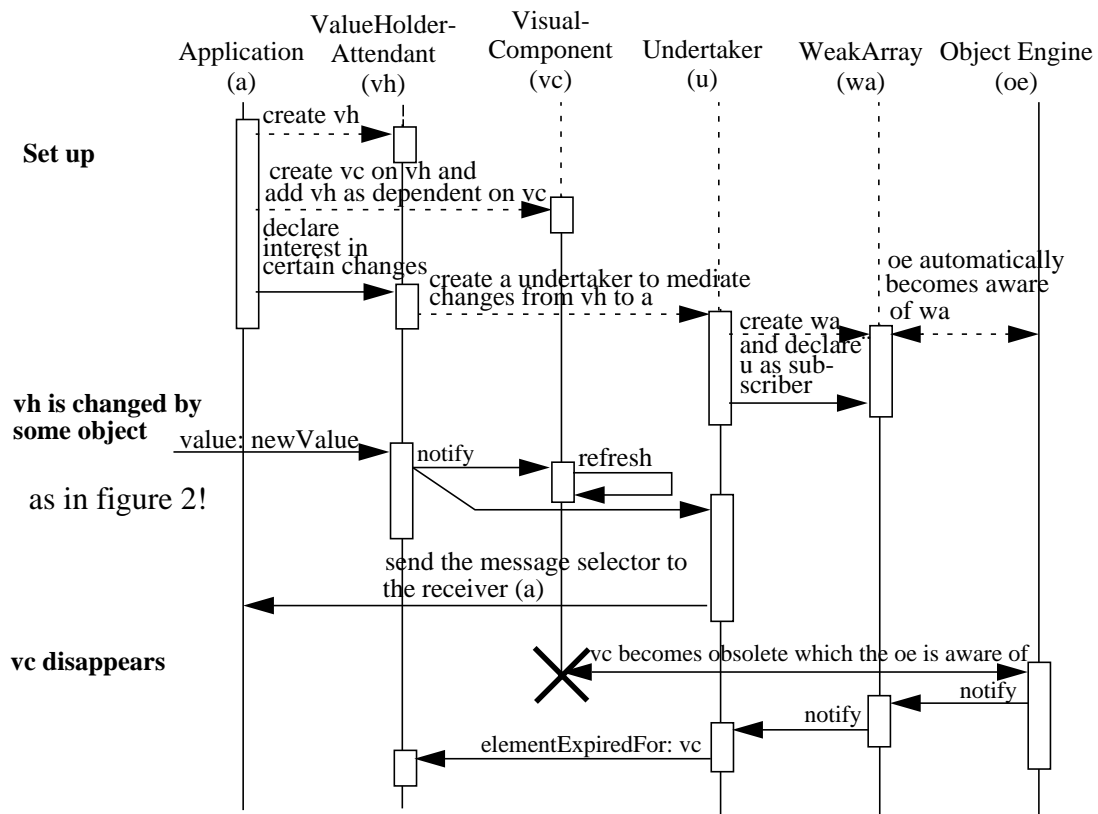 Application
(a)
ValueHolder-
Attendant
(vh)
Visual-
Component
(vc)
Undertaker
(u)
WeakArray
(wa)
Object Engine
(oe)
Set up
create vh
create vc on vh and
add vh as dependent on vc
declare
interest in
certain changes
create a undertaker to mediate
changes from vh to a
create wa
and declare
u as sub-
scriber
oe automatically
becomes aware
of wa
vh is changed by
some object
value: newValue
notify
refresh
as in figure 2!
send the message selector to
the receiver (a)
vc disappears
vc becomes obsolete which the oe is aware of
notify
notify
elementExpiredFor: vc